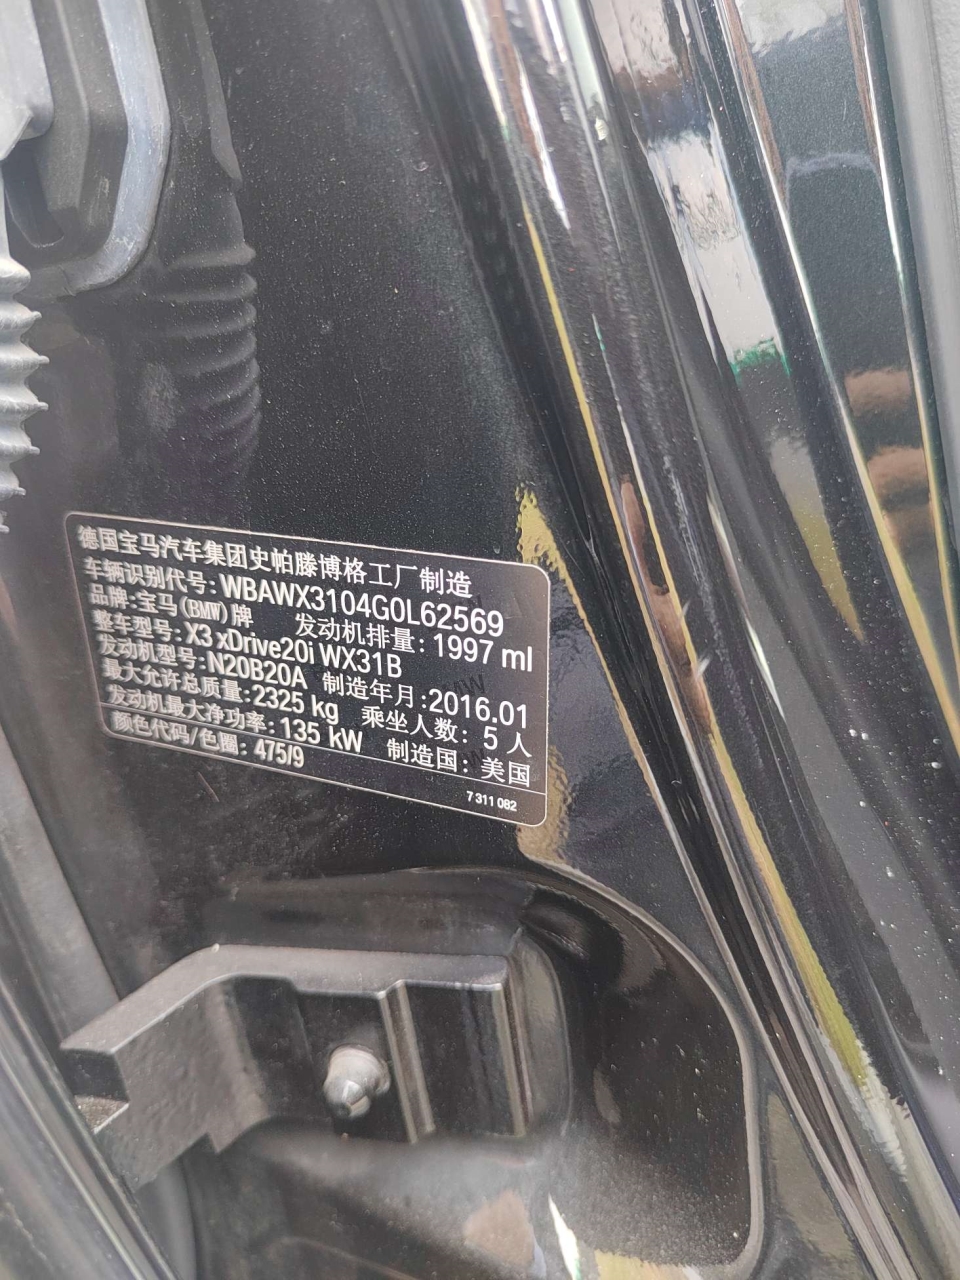 德国宝马汽车集团史帕滕博格工厂制造
车辆识别代号: WBAWX3104G0L62569
品牌: 宝马(BMW)牌 发动机排量: 1997 ml
整车型号: X3 xDrive20i WX31B
发动机型号: N20B20A 制造年月: 2016.01
最大允许总质量: 2325 kg 乘坐人数: 5 人
发动机最大净功率: 135 kW 制造国: 美国
颜色代码/色圈: 475/9
7 311 082